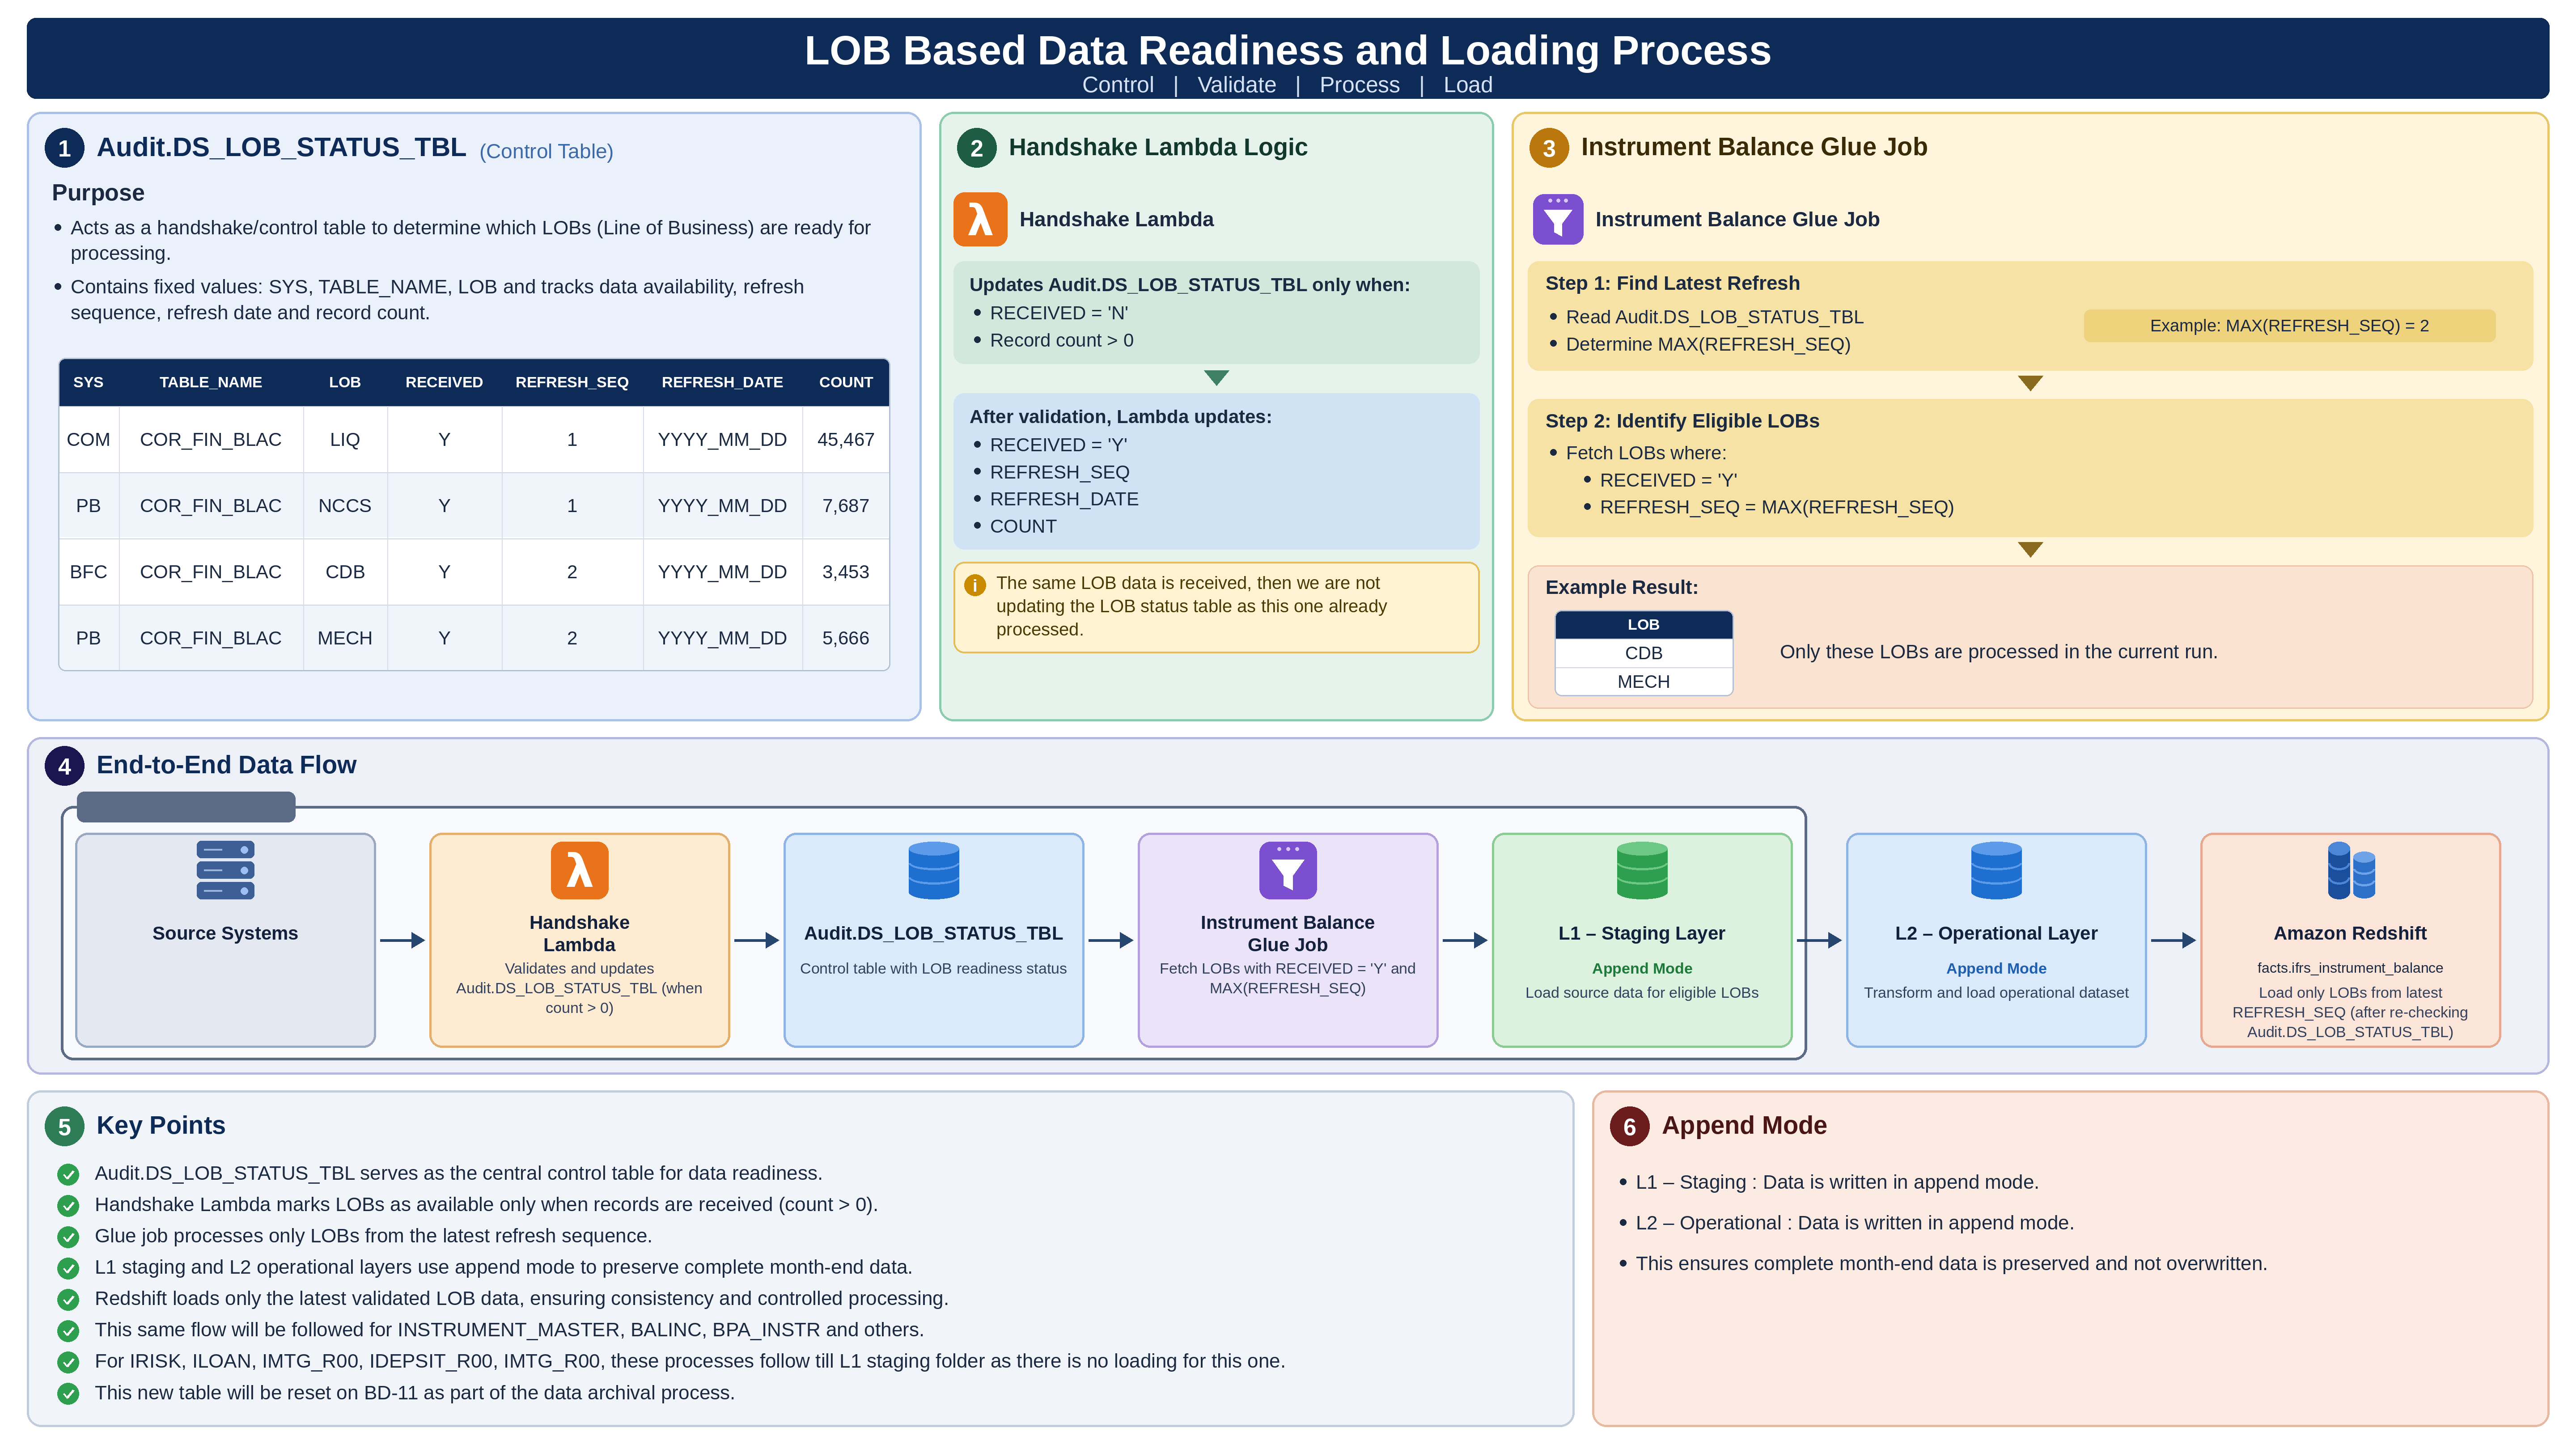 LOB Based Data Readiness and Loading Process
Control | Validate | Process | Load
1 Audit.DS_LOB_STATUS_TBL (Control Table)
Purpose
• Acts as a handshake/control table to determine which LOBs (Line of Business) are ready for
processing.
• Contains fixed values: SYS, TABLE_NAME, LOB and tracks data availability, refresh
sequence, refresh date and record count.
SYS TABLE_NAME LOB RECEIVED REFRESH_SEQ REFRESH_DATE COUNT
COM COR_FIN_BLAC LIQ Y 1 YYYY_MM_DD 45,467
PB COR_FIN_BLAC NCCS Y 1 YYYY_MM_DD 7,687
BFC COR_FIN_BLAC CDB Y 2 YYYY_MM_DD 3,453
PB COR_FIN_BLAC MECH Y 2 YYYY_MM_DD 5,666
2 Handshake Lambda Logic
λ Handshake Lambda
Updates Audit.DS_LOB_STATUS_TBL only when:
• RECEIVED = 'N'
• Record count > 0
After validation, Lambda updates:
• RECEIVED = 'Y'
• REFRESH_SEQ
• REFRESH_DATE
• COUNT
i The same LOB data is received, then we are not
updating the LOB status table as this one already
processed.
3 Instrument Balance Glue Job
Instrument Balance Glue Job
Step 1: Find Latest Refresh
• Read Audit.DS_LOB_STATUS_TBL
• Determine MAX(REFRESH_SEQ)
Example: MAX(REFRESH_SEQ) = 2
Step 2: Identify Eligible LOBs
• Fetch LOBs where:
• RECEIVED = 'Y'
• REFRESH_SEQ = MAX(REFRESH_SEQ)
Example Result:
LOB
CDB
MECH
Only these LOBs are processed in the current run.
4 End-to-End Data Flow
Source Systems
λ
Handshake
Lambda
Validates and updates
Audit.DS_LOB_STATUS_TBL (when
count > 0)
Audit.DS_LOB_STATUS_TBL
Control table with LOB readiness status
Instrument Balance
Glue Job
Fetch LOBs with RECEIVED = 'Y' and
MAX(REFRESH_SEQ)
L1 – Staging Layer
Append Mode
Load source data for eligible LOBs
L2 – Operational Layer
Append Mode
Transform and load operational dataset
Amazon Redshift
facts.ifrs_instrument_balance
Load only LOBs from latest
REFRESH_SEQ (after re-checking
Audit.DS_LOB_STATUS_TBL)
5 Key Points
Audit.DS_LOB_STATUS_TBL serves as the central control table for data readiness.
Handshake Lambda marks LOBs as available only when records are received (count > 0).
Glue job processes only LOBs from the latest refresh sequence.
L1 staging and L2 operational layers use append mode to preserve complete month-end data.
Redshift loads only the latest validated LOB data, ensuring consistency and controlled processing.
This same flow will be followed for INSTRUMENT_MASTER, BALINC, BPA_INSTR and others.
For IRISK, ILOAN, IMTG_R00, IDEPSIT_R00, IMTG_R00, these processes follow till L1 staging folder as there is no loading for this one.
This new table will be reset on BD-11 as part of the data archival process.
6 Append Mode
• L1 – Staging : Data is written in append mode.
• L2 – Operational : Data is written in append mode.
• This ensures complete month-end data is preserved and not overwritten.